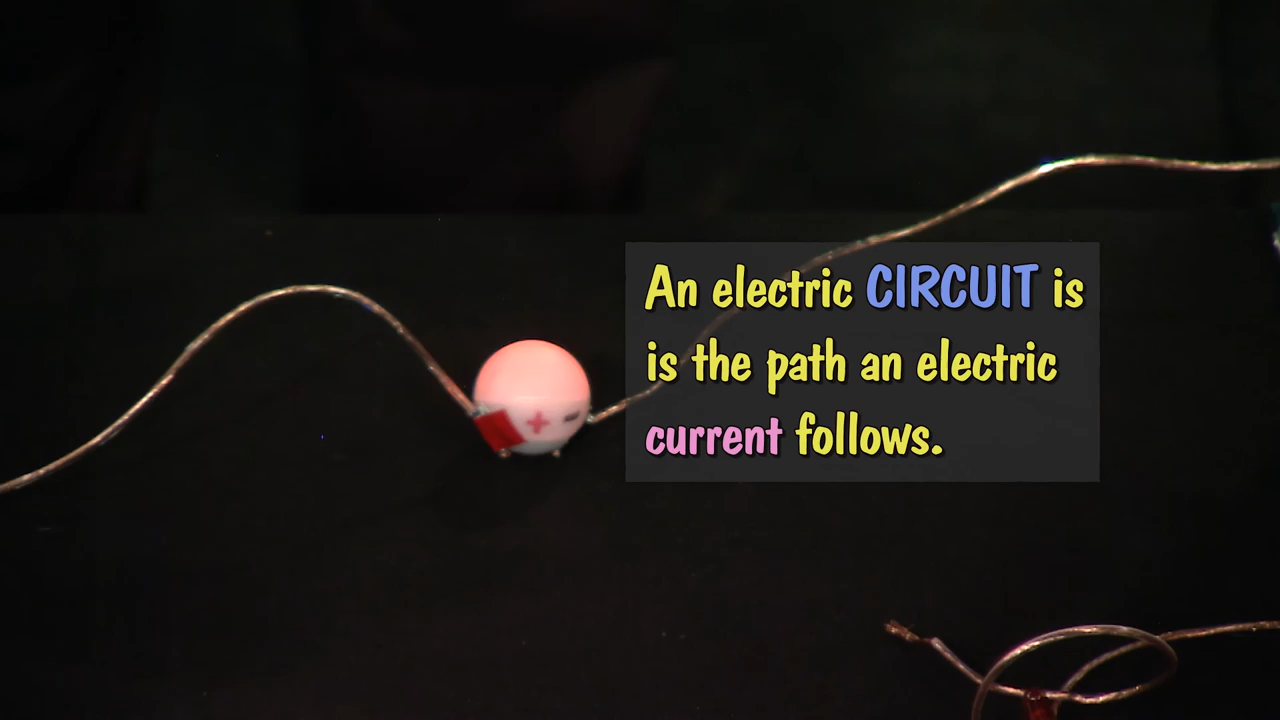 An electric CIRCUIT is
is the path an electric
current follows.